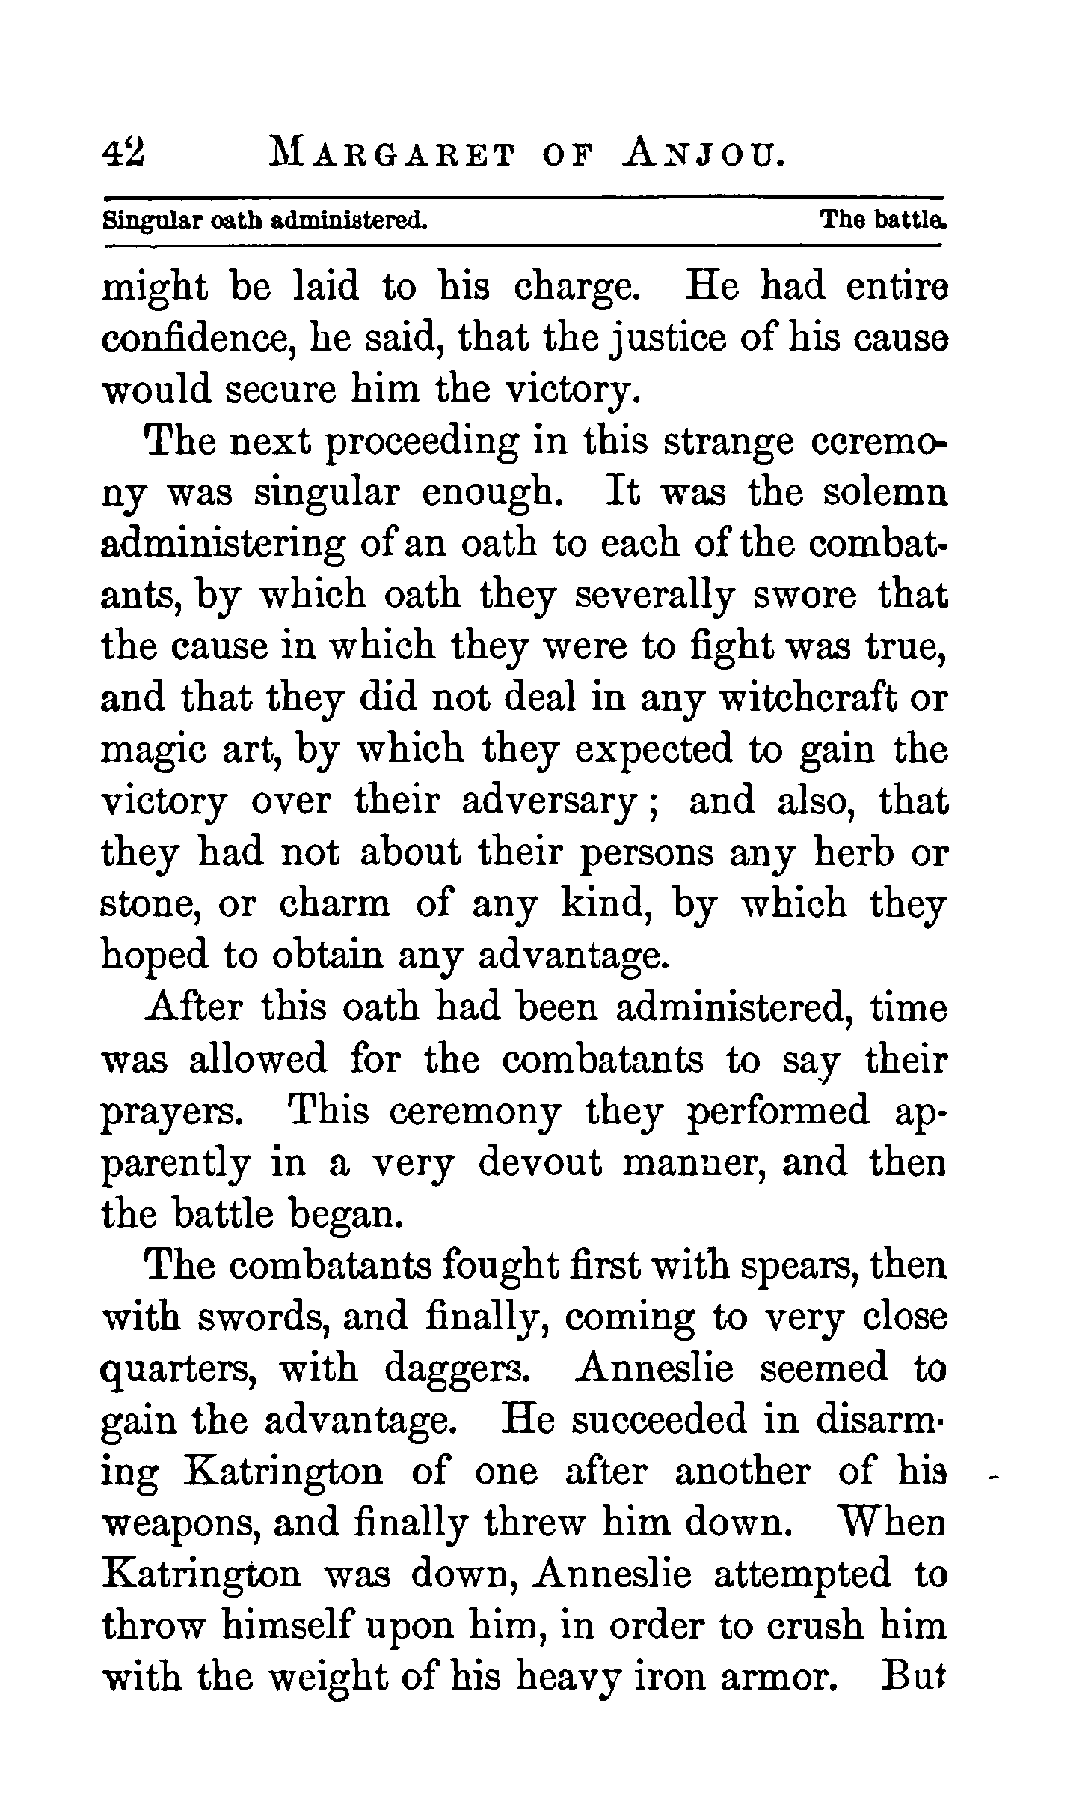 42 MARGARET OF ANJOU.
Singular oath administered. The battle.
might be laid to his charge. He had entire
confidence, he said, that the justice of his cause
would secure him the victory.
The next proceeding in this strange ceremo-
ny was singular enough. It was the solemn
administering of an oath to each of the combat-
ants, by which oath they severally swore that
the cause in which they were to fight was true,
and that they did not deal in any witchcraft or
magic art, by which they expected to gain the
victory over their adversary ; and also, that
they had not about their persons any herb or
stone, or charm of any kind, by which they
hoped to obtain any advantage.
After this oath had been administered, time
was allowed for the combatants to say their
prayers. This ceremony they performed ap-
parently in a very devout manner, and then
the battle began.
The combatants fought first with spears, then
with swords, and finally, coming to very close
quarters, with daggers. Anneslie seemed to
gain the advantage. He succeeded in disarm-
ing Katrington of one after another of his
weapons, and finally threw him down. When
Katrington was down, Anneslie attempted to
throw himself upon him, in order to crush him
with the weight of his heavy iron armor. But